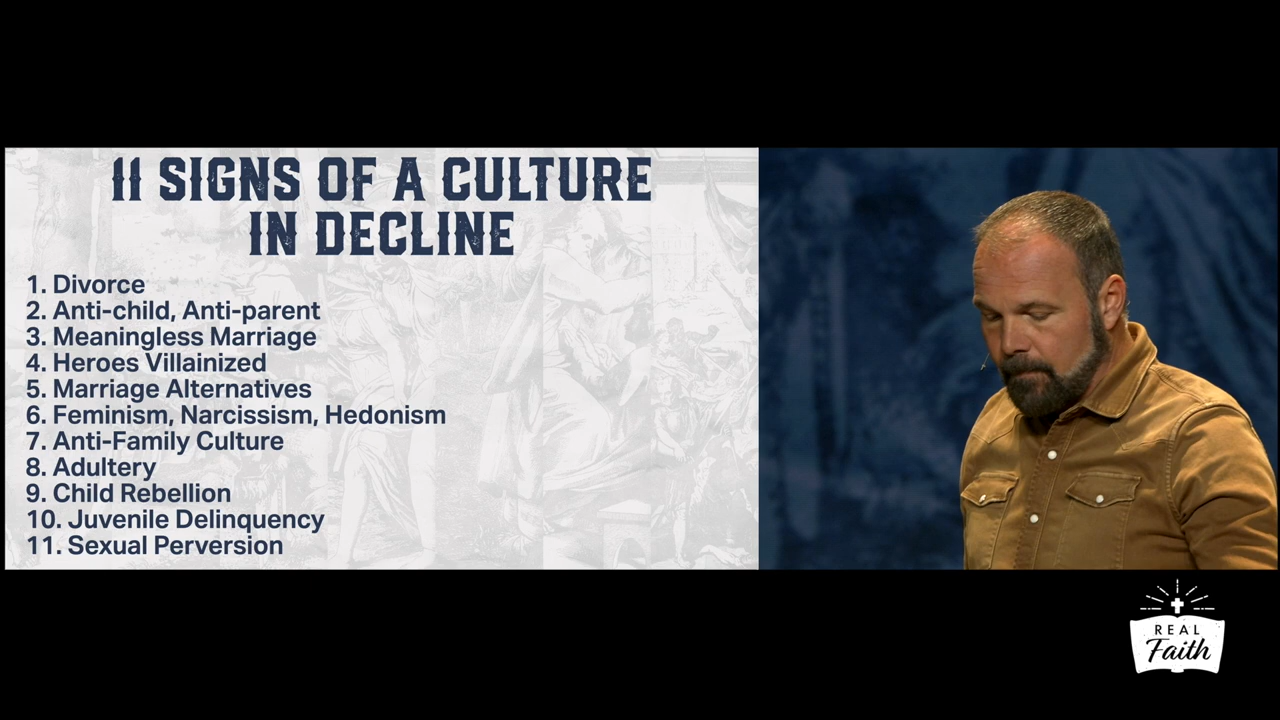 11 SIGNS OF A CULTURE
IN DECLINE
1. Divorce
2. Anti-child, Anti-parent
3. Meaningless Marriage
4. Heroes Villainized
5. Marriage Alternatives
6. Feminism, Narcissism, Hedonism
7. Anti-Family Culture
8. Adultery
9. Child Rebellion
10. Juvenile Delinquency
11. Sexual Perversion
REAL
Faith